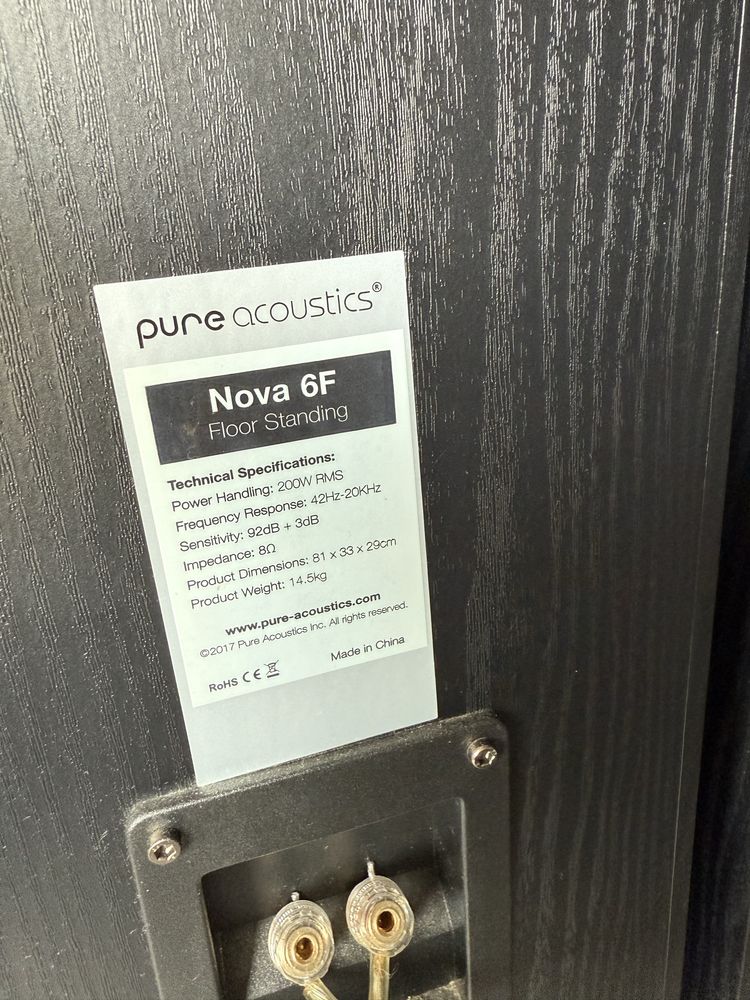 pure acoustics®
Nova 6F
Floor Standing
Technical Specifications:
Power Handling: 200W RMS
Frequency Response: 42Hz-20KHz
Sensitivity: 92dB + 3dB
Impedance: 8Ω
Product Dimensions: 81 x 33 x 29cm
Product Weight: 14.5kg
www.pure-acoustics.com
©2017 Pure Acoustics Inc. All rights reserved.
RoHS CE Made in China